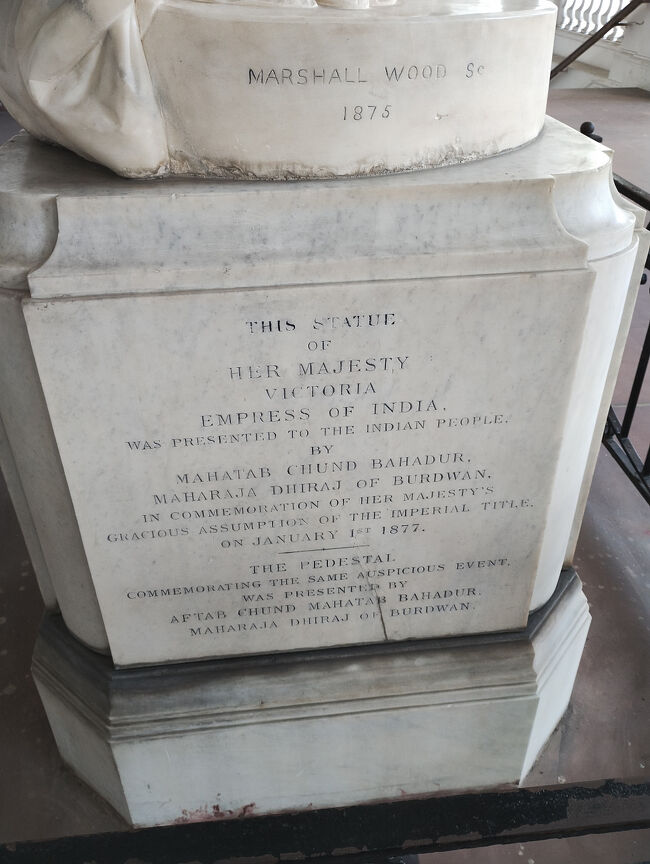 MARSHALL WOOD Sc
1875
THIS STATUE
OF
HER MAJESTY
VICTORIA
EMPRESS OF INDIA,
WAS PRESENTED TO THE INDIAN PEOPLE,
BY
MAHATAB CHUND BAHADUR,
MAHARAJA DHIRAJ OF BURDWAN,
IN COMMEMORATION OF HER MAJESTY'S
GRACIOUS ASSUMPTION OF THE IMPERIAL TITLE,
ON JANUARY 1ST 1877.
THE PEDESTAL
COMMEMORATING THE SAME AUSPICIOUS EVENT,
WAS PRESENTED BY
AFTAB CHUND MAHATAB BAHADUR,
MAHARAJA DHIRAJ OF BURDWAN.